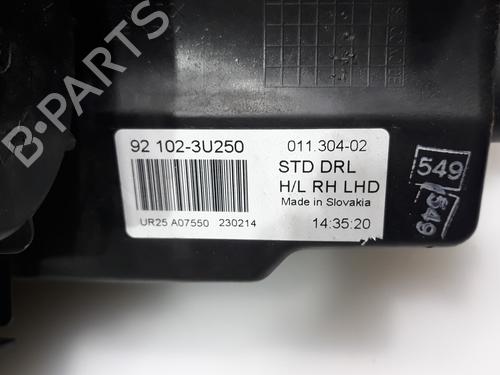 B-PARTS
92 102-3U250
011.304-02
STD DRL
H/L RH LHD
Made in Slovakia
UR25 A07550 230214
14:35:20
549
549